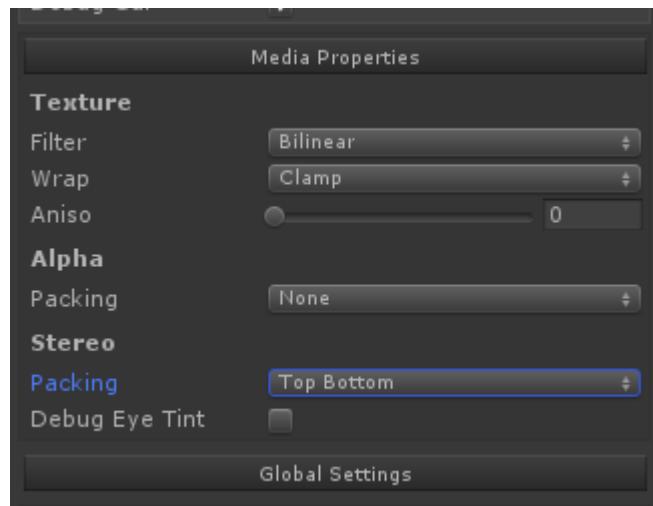 Media Properties
Texture
Filter Bilinear
Wrap Clamp
Aniso 0
Alpha
Packing None
Stereo
Packing Top Bottom
Debug Eye Tint
Global Settings